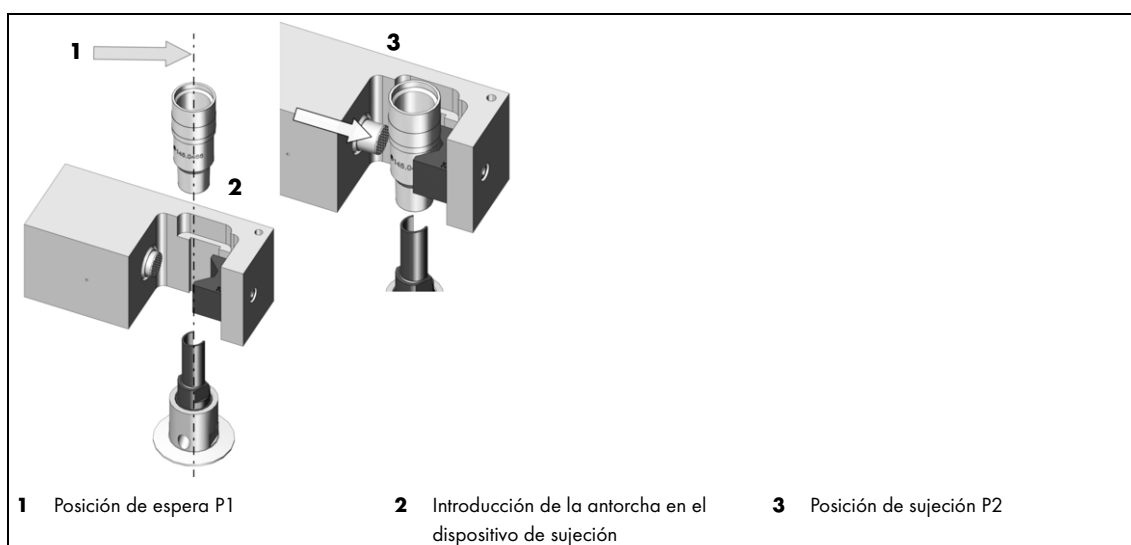 1
3
2
1 Posición de espera P1
2 Introducción de la antorcha en el
dispositivo de sujeción
3 Posición de sujeción P2